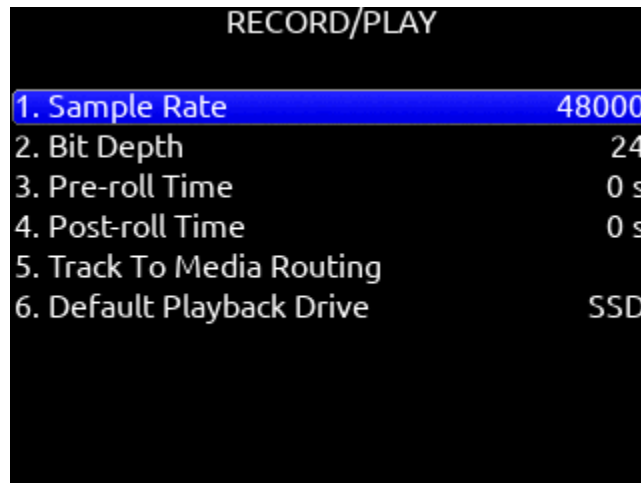 RECORD/PLAY
1. Sample Rate 48000
2. Bit Depth 24
3. Pre-roll Time 0 s
4. Post-roll Time 0 s
5. Track To Media Routing
6. Default Playback Drive SSD